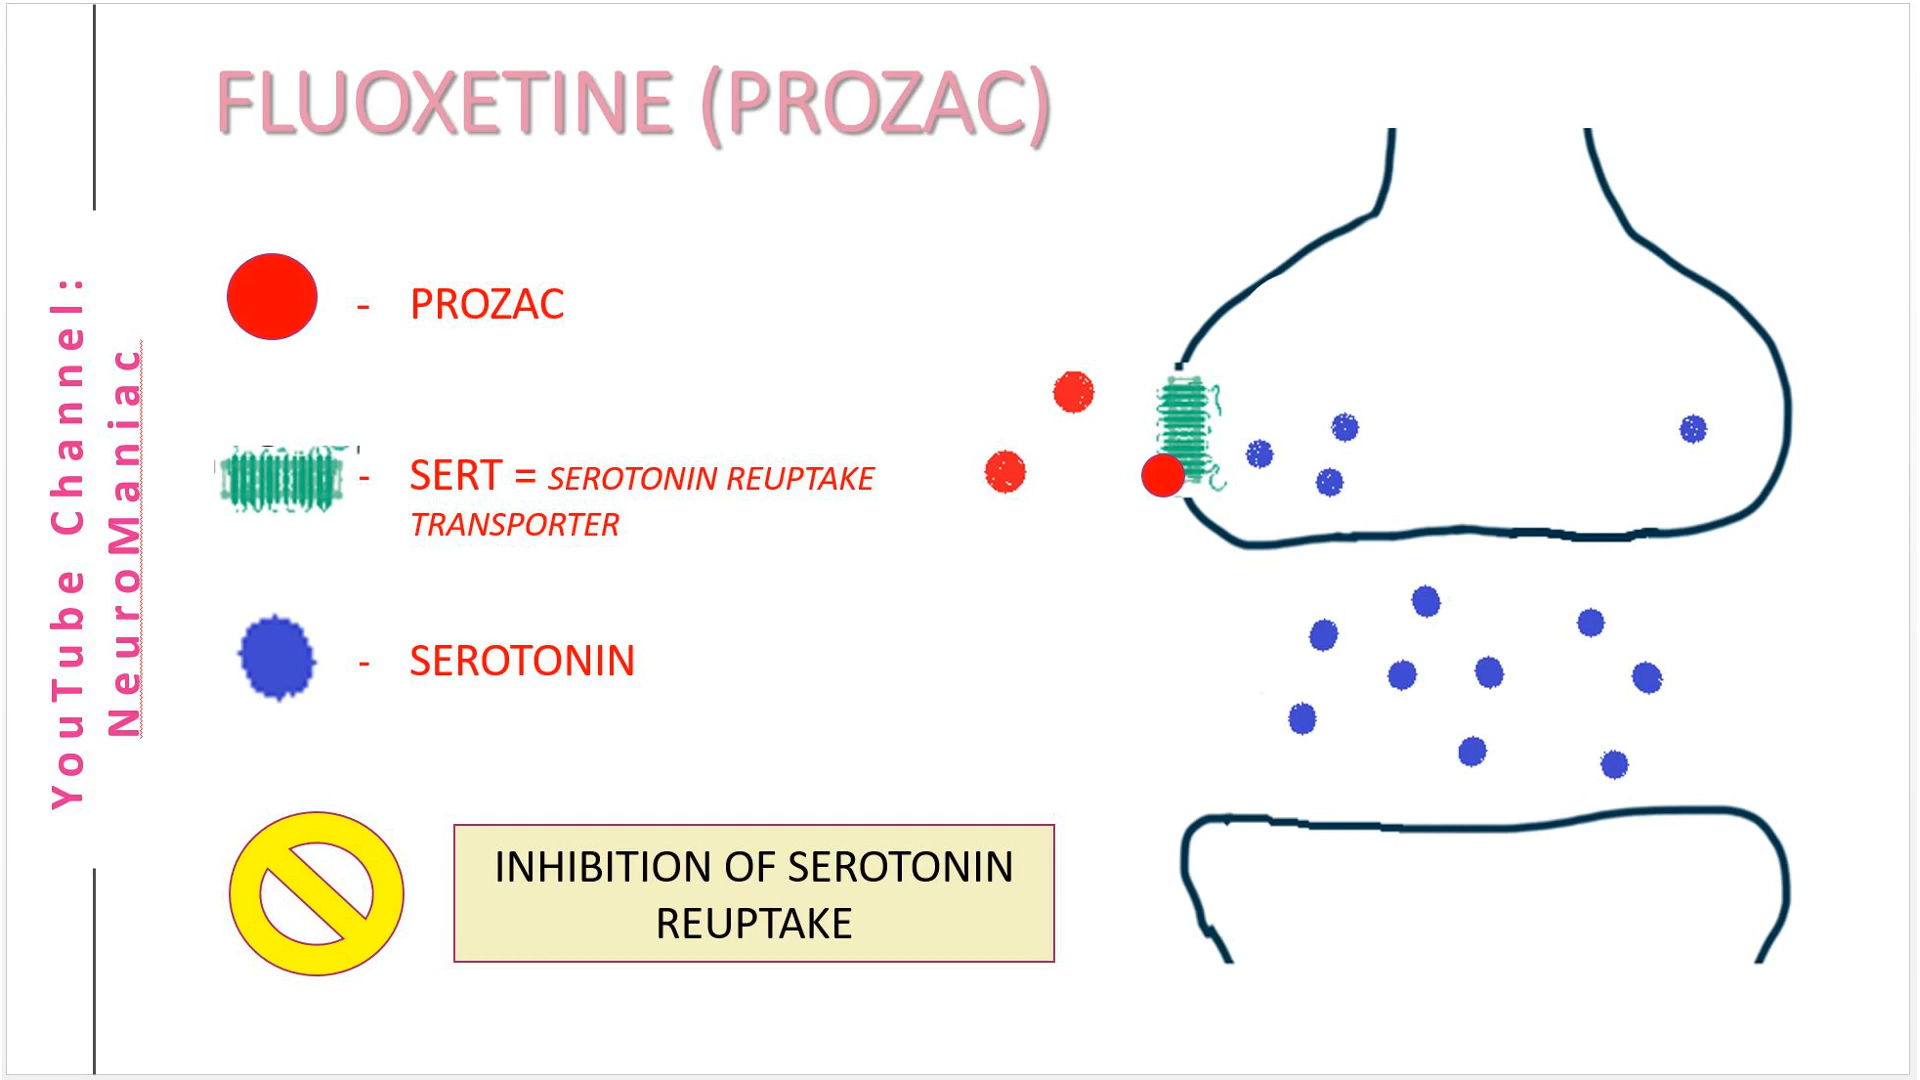 FLUOXETINE (PROZAC)
YouTube Channel:
NeuroManiac
- PROZAC
- SERT = SEROTONIN REUPTAKE
TRANSPORTER
- SEROTONIN
INHIBITION OF SEROTONIN
REUPTAKE